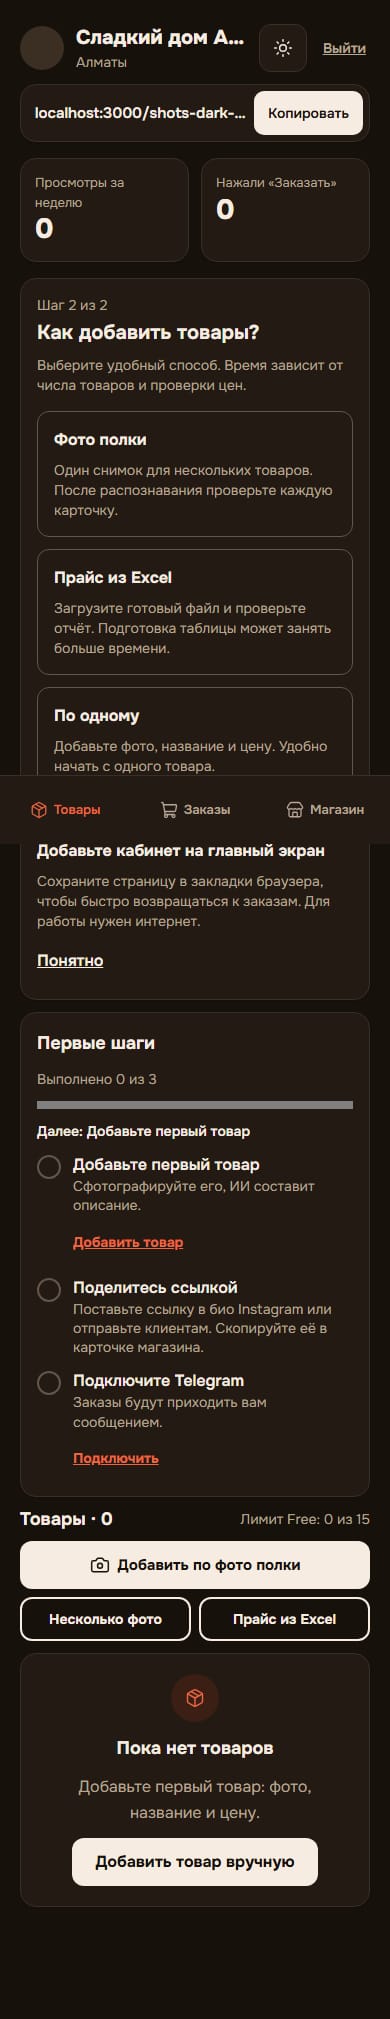 Сладкий дом А...
Алматы
Выйти
localhost:3000/shots-dark-...
Копировать
Просмотры за
неделю
0
Нажали «Заказать»
0
Шаг 2 из 2
Как добавить товары?
Выберите удобный способ. Время зависит от
числа товаров и проверки цен.
Фото полки
Один снимок для нескольких товаров.
После распознавания проверьте каждую
карточку.
Прайс из Excel
Загрузите готовый файл и проверьте
отчёт. Подготовка таблицы может занять
больше времени.
По одному
Добавьте фото, название и цену. Удобно
начать с одного товара.
Товары
Заказы
Магазин
Добавьте кабинет на главный экран
Сохраните страницу в закладки браузера,
чтобы быстро возвращаться к заказам. Для
работы нужен интернет.
Понятно
Первые шаги
Выполнено 0 из 3
Далее: Добавьте первый товар
Добавьте первый товар
Сфотографируйте его, ИИ составит
описание.
Добавить товар
Поделитесь ссылкой
Поставьте ссылку в био Instagram или
отправьте клиентам. Скопируйте её в
карточке магазина.
Подключите Telegram
Заказы будут приходить вам
сообщением.
Подключить
Товары · 0
Лимит Free: 0 из 15
Добавить по фото полки
Несколько фото
Прайс из Excel
Пока нет товаров
Добавьте первый товар: фото,
название и цену.
Добавить товар вручную